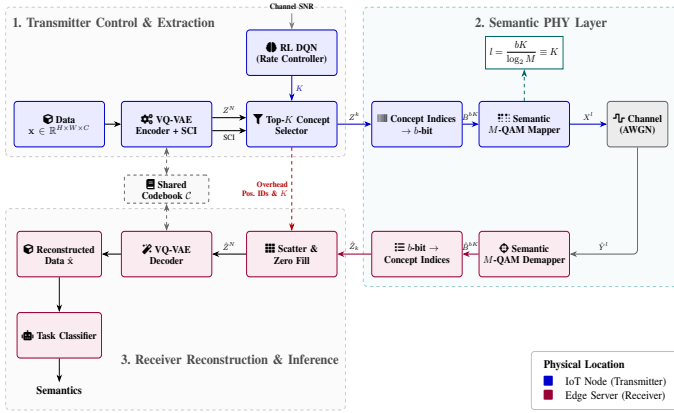 Channel SNR
1. Transmitter Control & Extraction
RL DQN
(Rate Controller)
K
Data
x ∈ ℝ^{H×W×C}
VQ-VAE
Encoder + SCI
Z^N
SCI
Top-K Concept
Selector
Z^k
Shared
Codebook C
Overhead
Pos. IDs & K
2. Semantic PHY Layer
l = bK / log₂ M ≡ K
Concept Indices
→ b-bit
B^{bK}
Semantic
M-QAM Mapper
X^l
Channel
(AWGN)
Ŷ^l
Semantic
M-QAM Demapper
B̂^{bK}
b-bit →
Concept Indices
Ẑ_k
Scatter &
Zero Fill
Ẑ^N
VQ-VAE
Decoder
Reconstructed
Data x̂
Task Classifier
Semantics
3. Receiver Reconstruction & Inference
Physical Location
IoT Node (Transmitter)
Edge Server (Receiver)